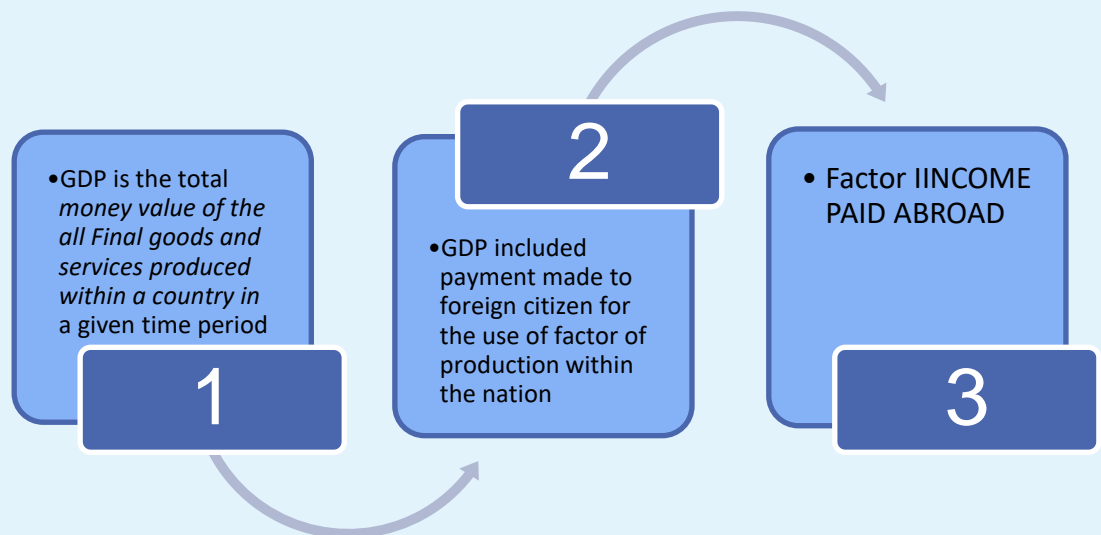 •GDP is the total
money value of the
all Final goods and
services produced
within a country in
a given time period
1
2
•GDP included
payment made to
foreign citizen for
the use of factor of
production within
the nation
• Factor IINCOME
PAID ABROAD
3